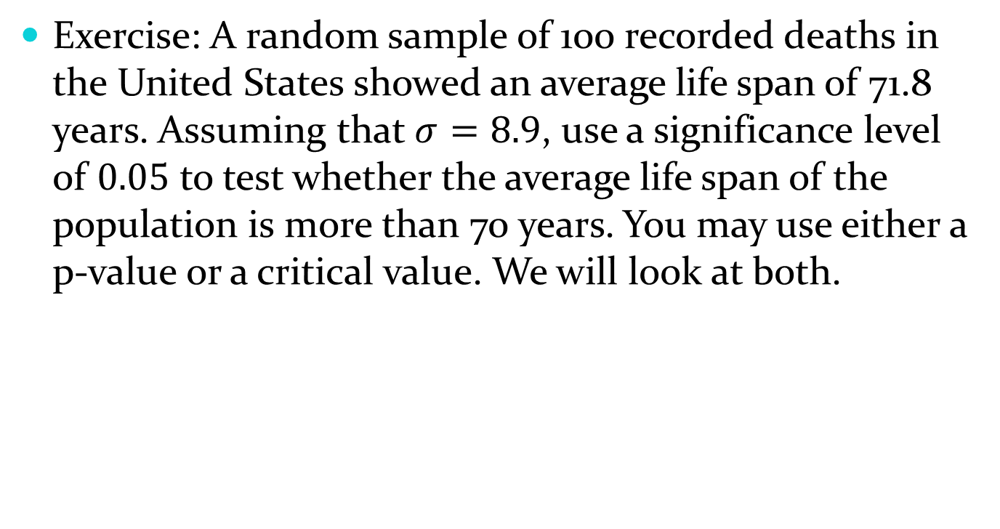 • Exercise: A random sample of 100 recorded deaths in
the United States showed an average life span of 71.8
years. Assuming that σ = 8.9, use a significance level
of 0.05 to test whether the average life span of the
population is more than 70 years. You may use either a
p-value or a critical value. We will look at both.